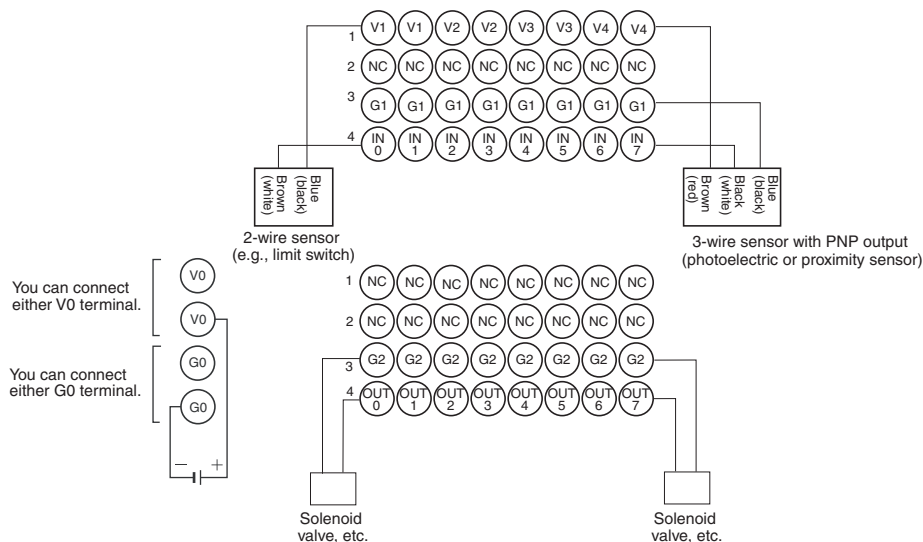 1 V1 V1 V2 V2 V3 V3 V4 V4
2 NC NC NC NC NC NC NC NC
3 G1 G1 G1 G1 G1 G1 G1 G1
4 IN 0 IN 1 IN 2 IN 3 IN 4 IN 5 IN 6 IN 7
Brown
(white)
Blue
(black)
2-wire sensor
(e.g., limit switch)
Brown
(red)
Black
(white)
Blue
(black)
3-wire sensor with PNP output
(photoelectric or proximity sensor)
You can connect
either V0 terminal.
V0
V0
You can connect
either G0 terminal.
G0
G0
− +
1 NC NC NC NC NC NC NC NC
2 NC NC NC NC NC NC NC NC
3 G2 G2 G2 G2 G2 G2 G2 G2
4 OUT 0 OUT 1 OUT 2 OUT 3 OUT 4 OUT 5 OUT 6 OUT 7
Solenoid
valve, etc.
Solenoid
valve, etc.